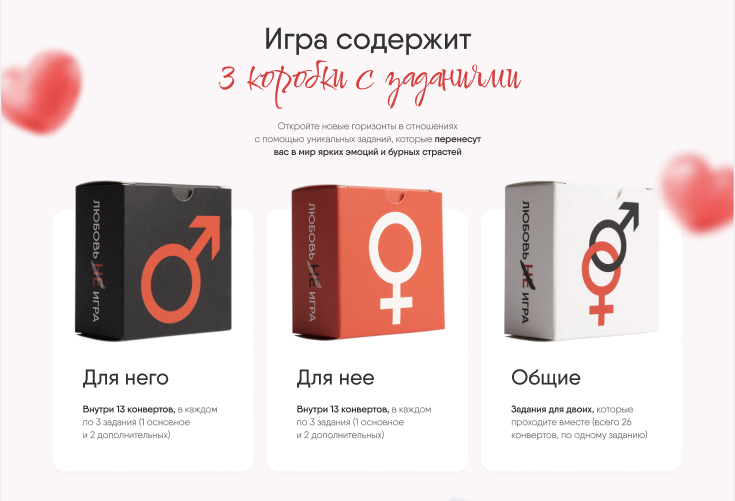 Игра содержит
3 коробки с заданиями
Откройте новые горизонты в отношениях
с помощью уникальных заданий, которые перенесут
вас в мир ярких эмоций и бурных страстей
ЛЮБОВЬ НЕ ИГРА
ЛЮБОВЬ НЕ ИГРА
ЛЮБОВЬ НЕ ИГРА
Для него
Внутри 13 конвертов, в каждом
по 3 задания (1 основное
и 2 дополнительных)
Для нее
Внутри 13 конвертов, в каждом
по 3 задания (1 основное
и 2 дополнительных)
Общие
Задания для двоих, которые
проходите вместе (всего 26
конвертов, по одному заданию)